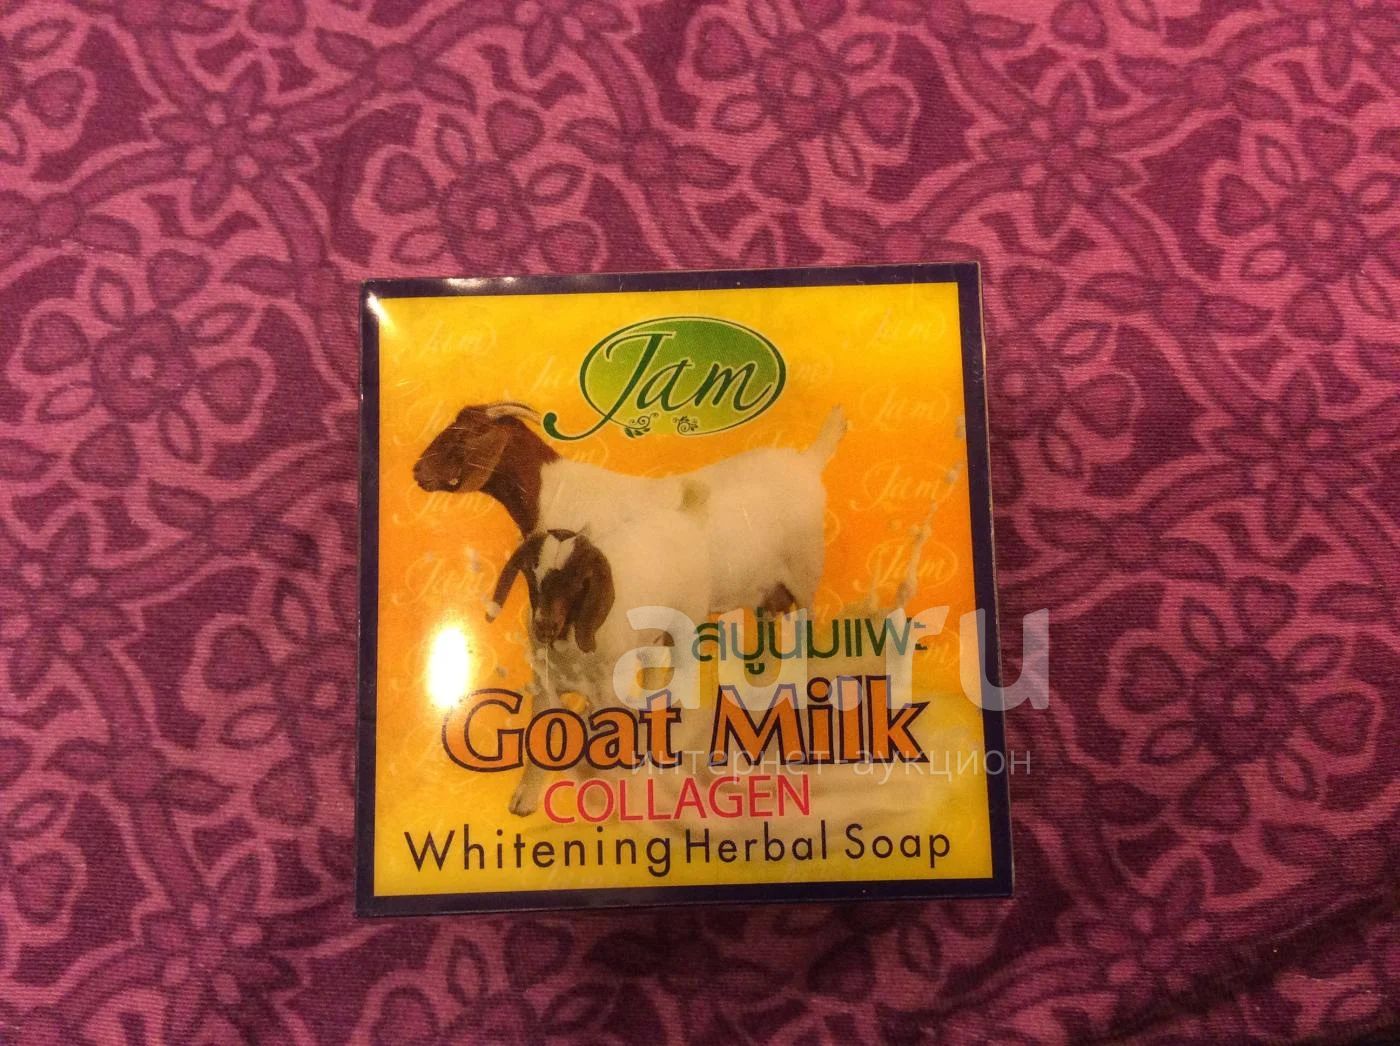 Jam
สบู่นมแพะ
au.ru
Goat Milk
интернет-аукцион
COLLAGEN
Whitening Herbal Soap